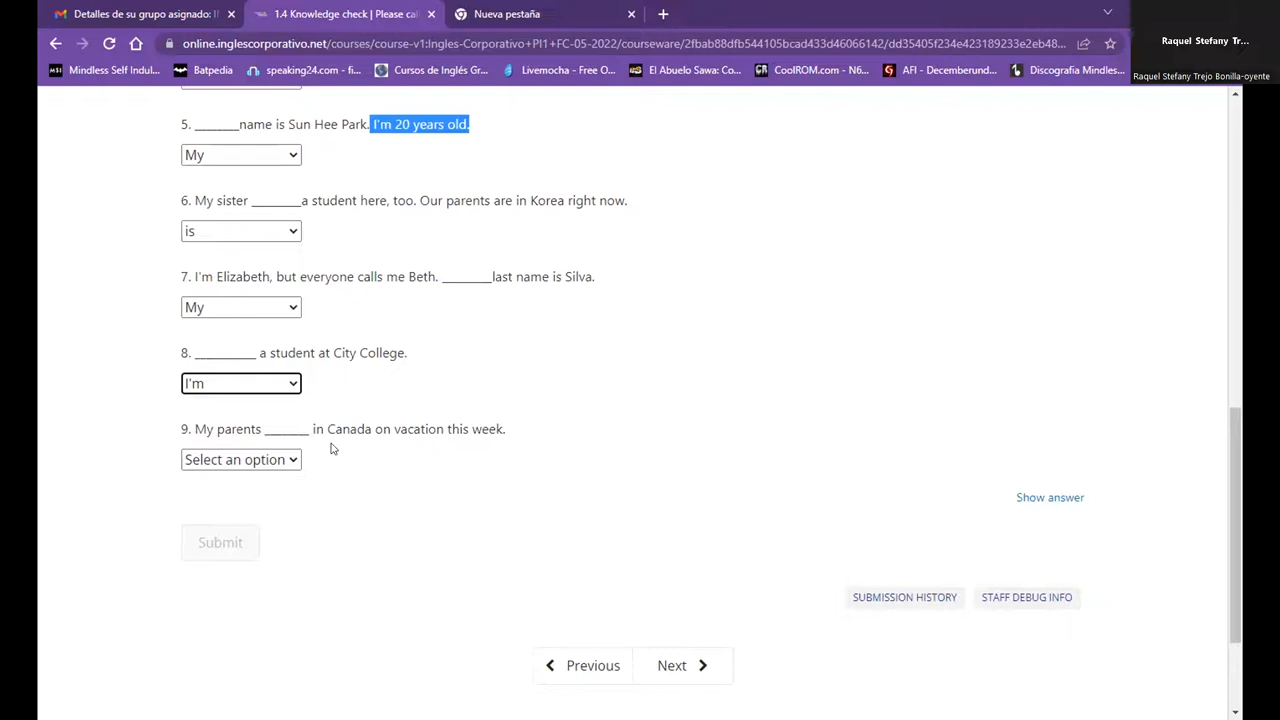 Detalles de su grupo asignado: I
1.4 Knowledge check | Please cal
Nueva pestaña
online.inglescorporativo.net/courses/course-v1:Ingles-Corporativo+PI1+FC-05-2022/courseware/2fbab88dfb544105bcad433d46066142/dd35405f234e423189233e2eb48...
Mindless Self Indul...
Batpedia
speaking24.com - fi...
Cursos de Inglés Gr...
Livemocha - Free O...
El Abuelo Sawa: Co...
CoolROM.com - N6...
AFI - Decemberund...
Discografia Mindles...
Raquel Stefany Tr...
Raquel Stefany Trejo Bonilla-oyente
5. ________name is Sun Hee Park. I'm 20 years old.
My
6. My sister _________a student here, too. Our parents are in Korea right now.
is
7. I'm Elizabeth, but everyone calls me Beth. _________last name is Silva.
My
8. ___________ a student at City College.
I'm
9. My parents ________ in Canada on vacation this week.
Select an option
Show answer
Submit
SUBMISSION HISTORY
STAFF DEBUG INFO
Previous
Next